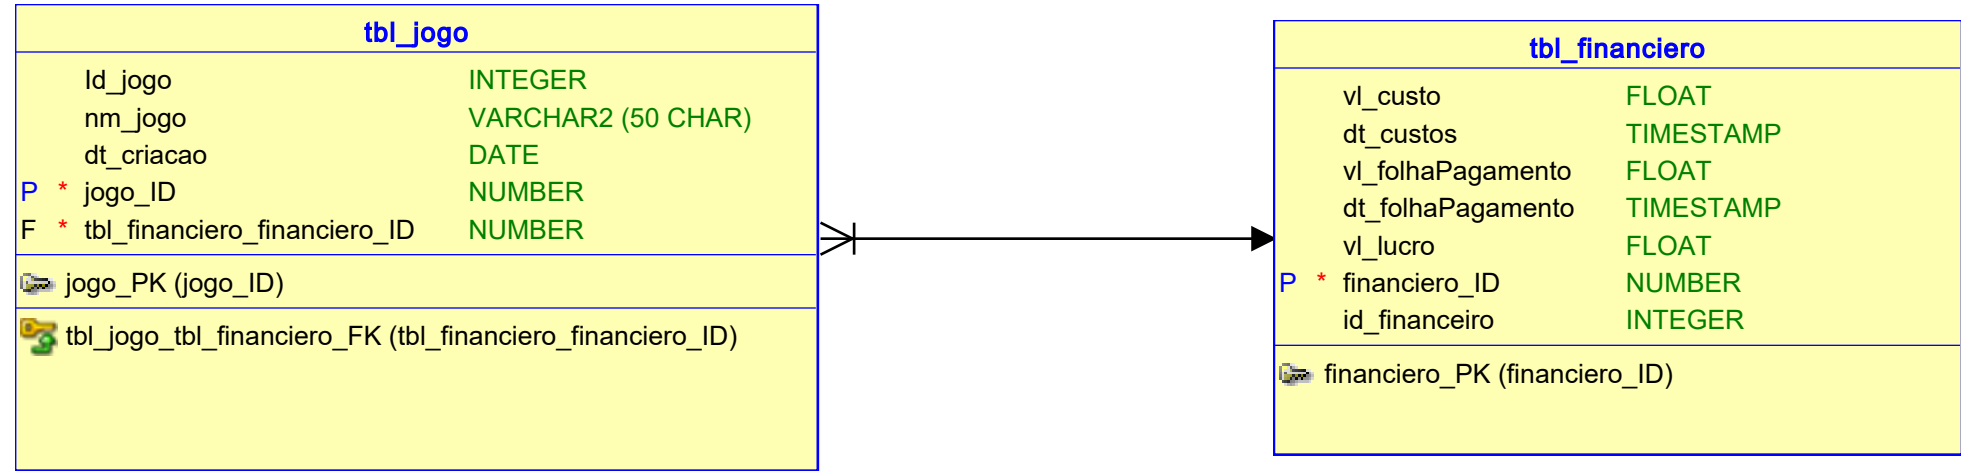 tbl_jogo
Id_jogo INTEGER
nm_jogo VARCHAR2 (50 CHAR)
dt_criacao DATE
P * jogo_ID NUMBER
F * tbl_financiero_financiero_ID NUMBER
jogo_PK (jogo_ID)
tbl_jogo_tbl_financiero_FK (tbl_financiero_financiero_ID)
tbl_financiero
vl_custo FLOAT
dt_custos TIMESTAMP
vl_folhaPagamento FLOAT
dt_folhaPagamento TIMESTAMP
vl_lucro FLOAT
P * financiero_ID NUMBER
id_financeiro INTEGER
financiero_PK (financiero_ID)